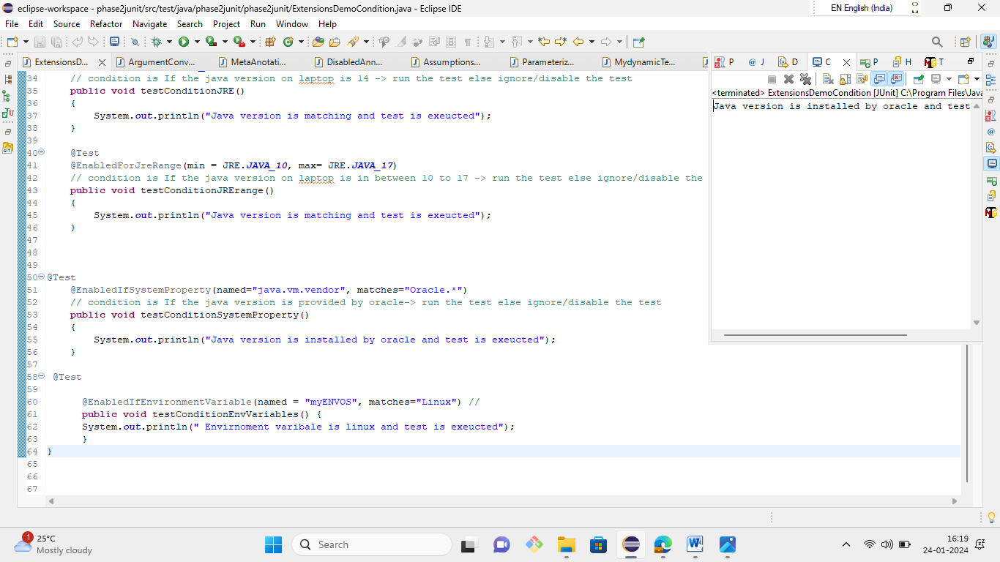 eclipse-workspace - phase2junit/src/test/java/phase2junit/phase2junit/ExtensionsDemoCondition.java - Eclipse IDE
EN English (India)
File Edit Source Refactor Navigate Search Project Run Window Help
ExtensionsD... ArgumentConv... MetaAnotati... DisabledAnn... Assumptions... Parameteriz... MydynamicTe...
P J D C P H T
<terminated> ExtensionsDemoCondition [JUnit] C:\Program Files\Java
Java version is installed by oracle and test
34 // condition is If the java version on laptop is 14 -> run the test else ignore/disable the test
35 public void testConditionJRE()
36 {
37 System.out.println("Java version is matching and test is exeucted");
38 }
39
40 @Test
41 @EnabledForJreRange(min = JRE.JAVA_10, max= JRE.JAVA_17)
42 // condition is If the java version on laptop is in between 10 to 17 -> run the test else ignore/disable the
43 public void testConditionJRErange()
44 {
45 System.out.println("Java version is matching and test is exeucted");
46 }
47
48
49
50 @Test
51 @EnabledIfSystemProperty(named="java.vm.vendor", matches="Oracle.*")
52 // condition is If the java version is provided by oracle-> run the test else ignore/disable the test
53 public void testConditionSystemProperty()
54 {
55 System.out.println("Java version is installed by oracle and test is exeucted");
56 }
57
58 @Test
59
60 @EnabledIfEnvironmentVariable(named = "myENVOS", matches="Linux") //
61 public void testConditionEnvVariables() {
62 System.out.println(" Envirnoment varibale is linux and test is exeucted");
63 }
64 }
65
66
67
1
25°C
Mostly cloudy
Search
16:19
24-01-2024